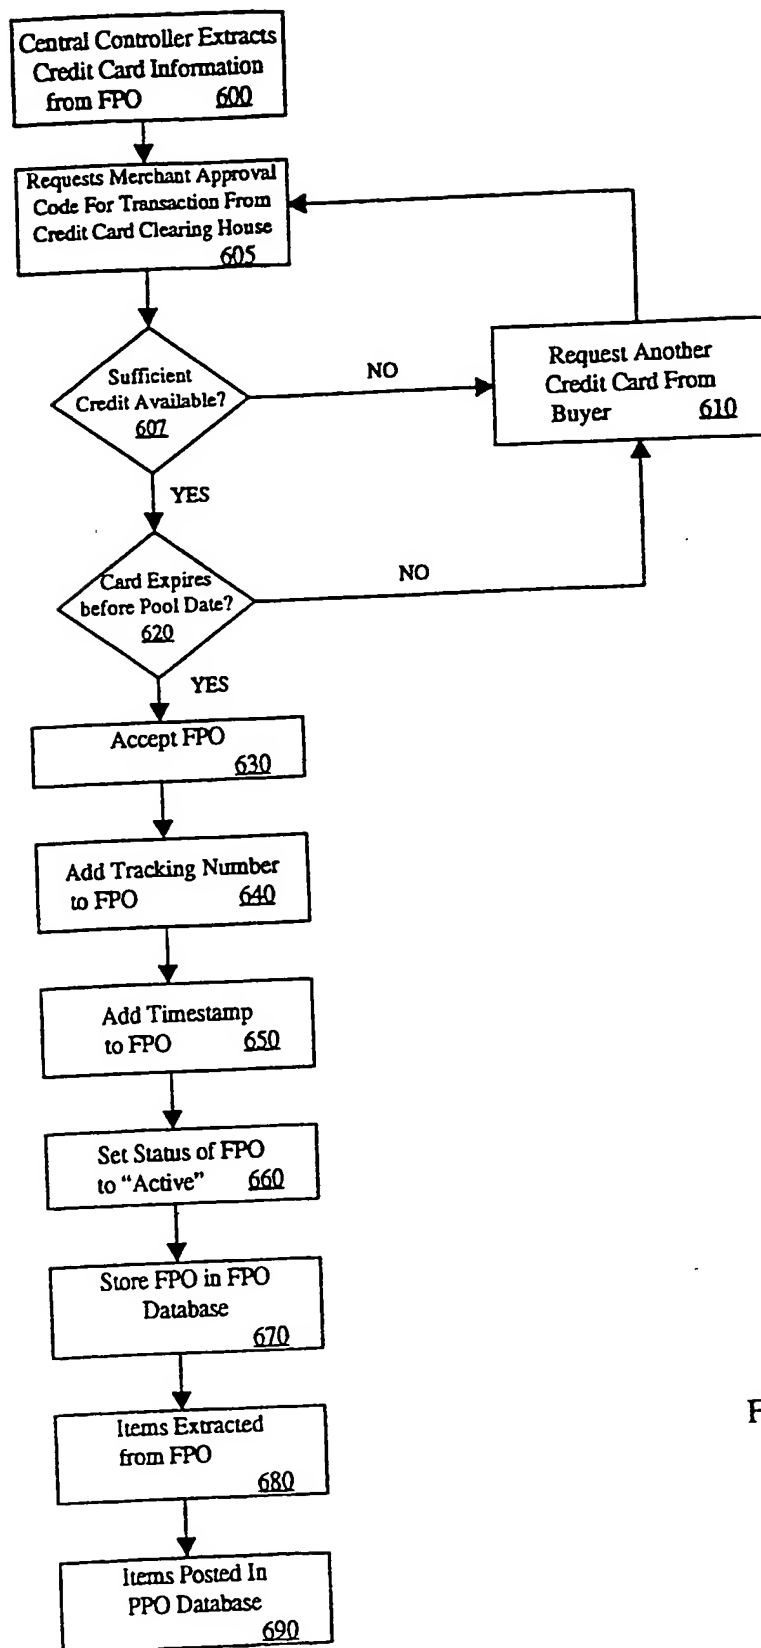 Central Controller Extracts
Credit Card Information
from FPO 600
Requests Merchant Approval
Code For Transaction From
Credit Card Clearing House
605
Sufficient
Credit Available?
607
NO
Request Another
Credit Card From
Buyer 610
YES
Card Expires
before Pool Date?
620
NO
YES
Accept FPO
630
Add Tracking Number
to FPO 640
Add Timestamp
to FPO 650
Set Status of FPO
to “Active” 660
Store FPO in FPO
Database
670
Items Extracted
from FPO
680
Items Posted In
PPO Database
690
F